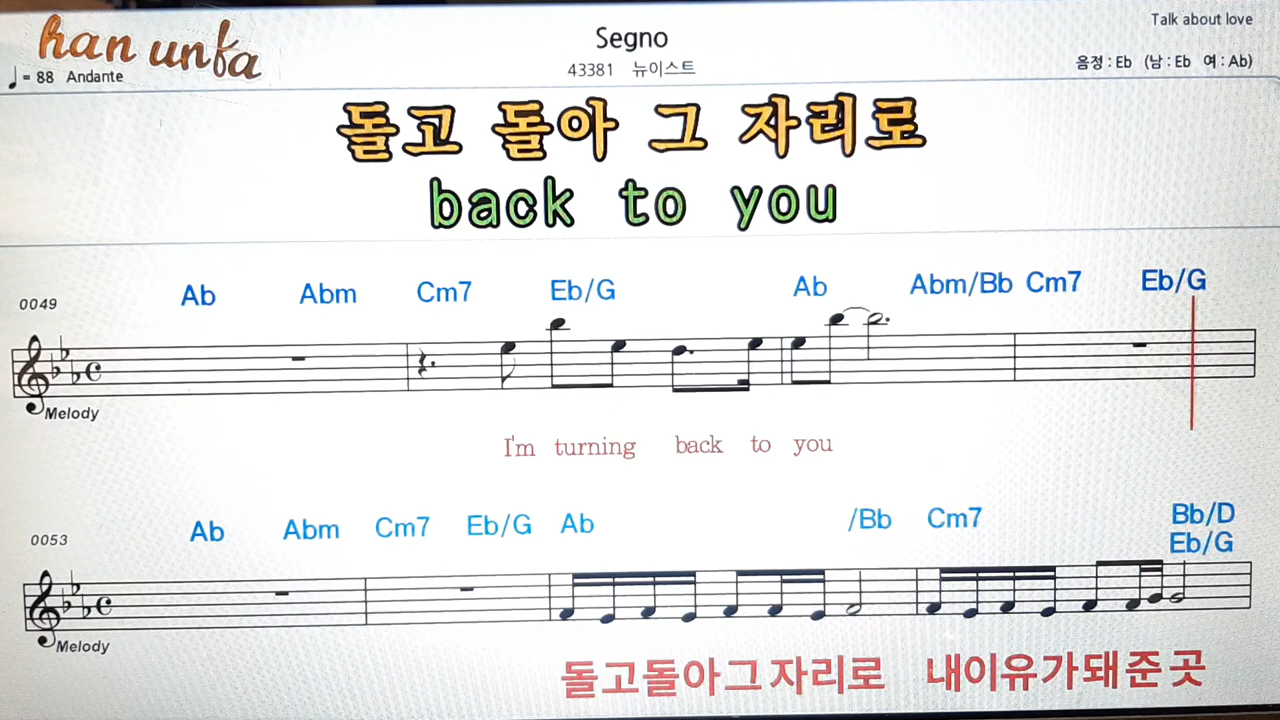 han unfa
Segno
Talk about love
♩= 88 Andante
43381 뉴이스트
음정 : Eb (남 : Eb 여 : Ab)
돌고 돌아 그 자리로
back to you
0049
Ab Abm Cm7 Eb/G Ab Abm/Bb Cm7 Eb/G
Melody
I'm turning back to you
0053
Ab Abm Cm7 Eb/G Ab /Bb Cm7 Bb/D
Eb/G
Melody
돌고돌아그자리로 내이유가돼준곳